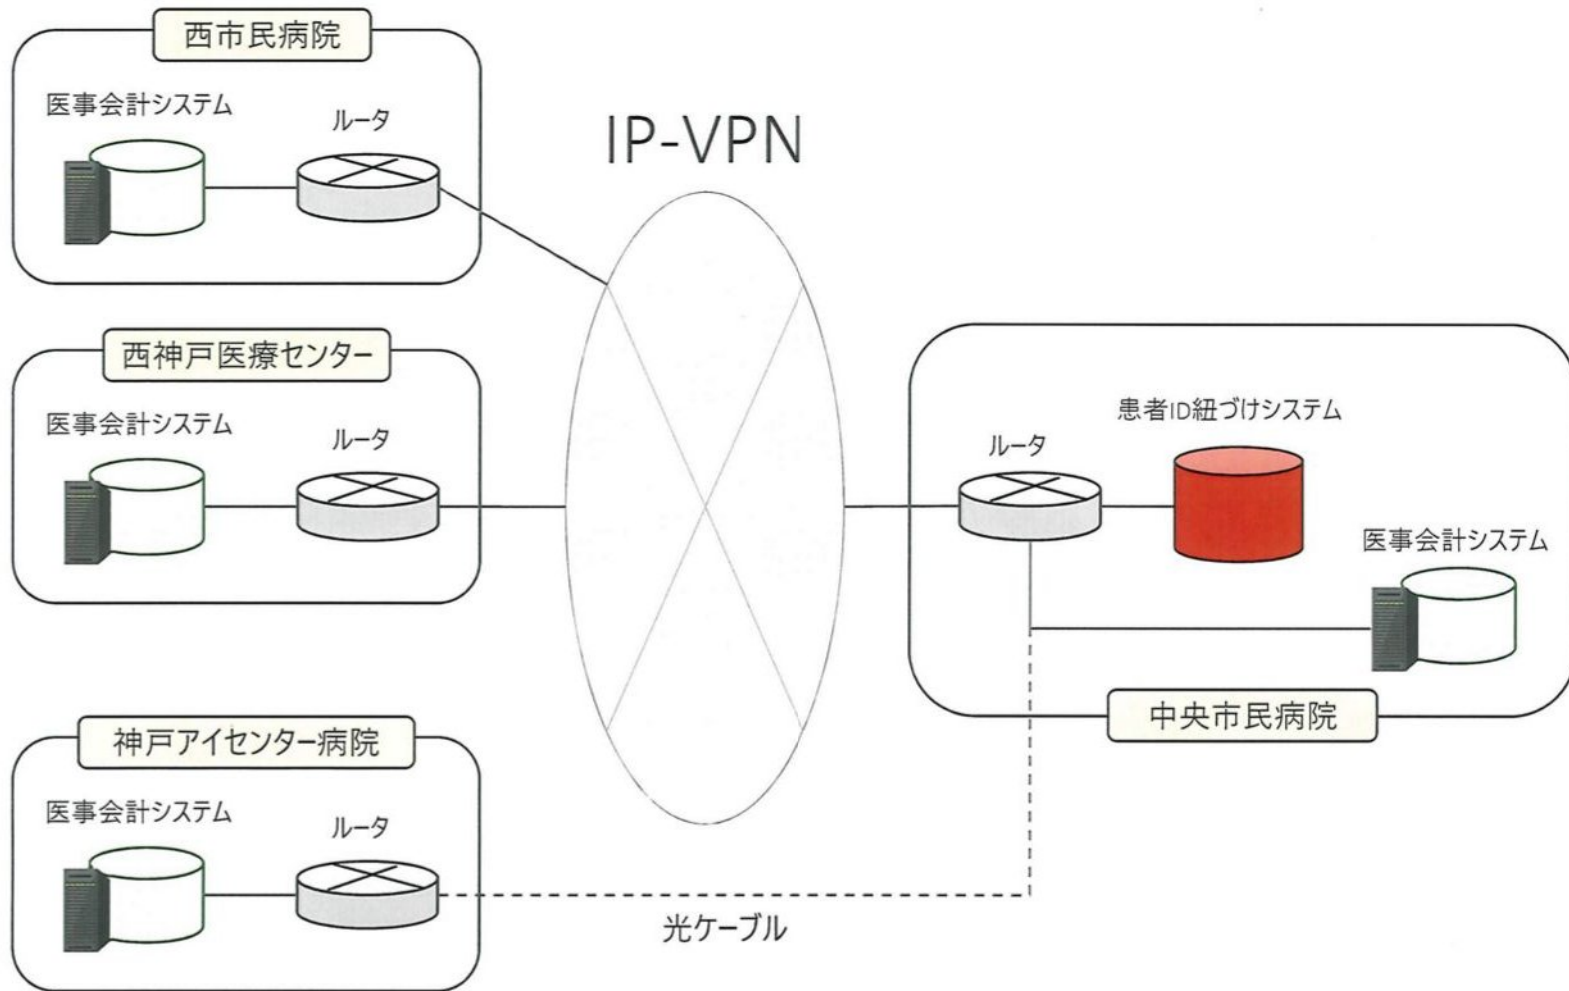 西市民病院
医事会計システム
ルータ
IP-VPN
西神戸医療センター
医事会計システム
ルータ
患者ID紐づけシステム
ルータ
医事会計システム
中央市民病院
神戸アイセンター病院
医事会計システム
ルータ
光ケーブル